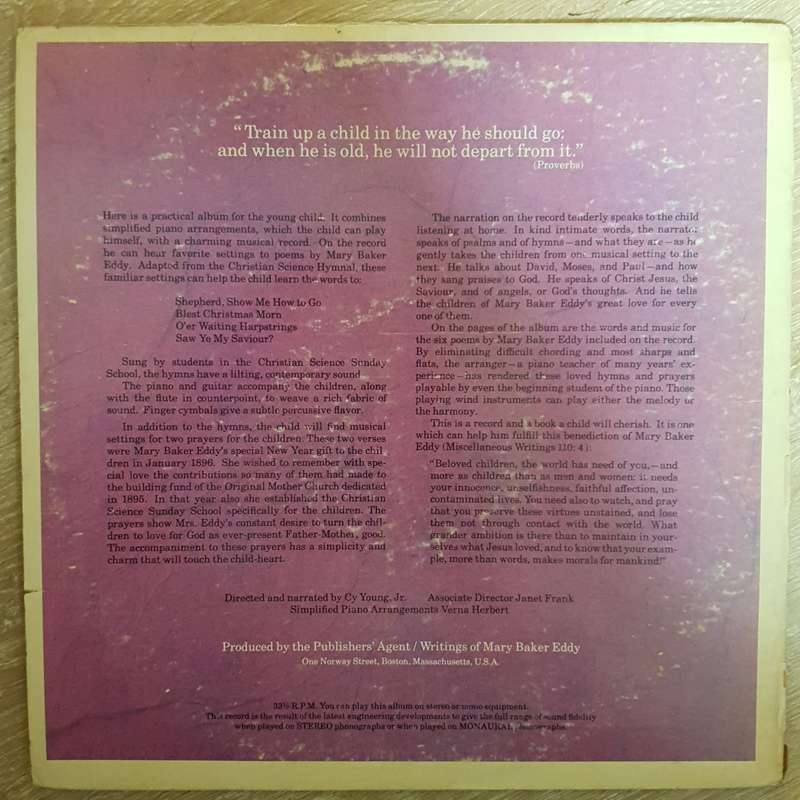 "Train up a child in the way he should go:
and when he is old, he will not depart from it."
(Proverbs)
Here is a practical album for the young child. It combines
simplified piano arrangements, which the child can play
himself, with a charming musical record. On the record
he can hear favorite settings to poems by Mary Baker
Eddy. Adapted from the Christian Science Hymnal, these
familiar settings can help the child learn the words to:
Shepherd, Show Me How to Go
Blest Christmas Morn
O'er Waiting Harpstrings
Saw Ye My Saviour?
Sung by students in the Christian Science Sunday
School, the hymns have a lilting, contemporary sound.
The piano and guitar accompany the children, along
with the flute in counterpoint, to weave a rich fabric of
sound. Finger cymbals give a subtle percussive flavor.
In addition to the hymns, the child will find musical
settings for two prayers for the children. These two verses
were Mary Baker Eddy's special New Year gift to the chil-
dren in January 1896. She wished to remember with spe-
cial love the contributions so many of them had made to
the building fund of the Original Mother Church dedicated
in 1895. In that year also she established the Christian
Science Sunday School specifically for the children. The
prayers show Mrs. Eddy's constant desire to turn the chil-
dren to love for God as ever-present Father-Mother, good.
The accompaniment to these prayers has a simplicity and
charm that will touch the child-heart.
The narration on the record tenderly speaks to the child
listening at home. In kind intimate words, the narrator
speaks of psalms and of hymns—and what they are—as he
gently takes the children from one musical setting to the
next. He talks about David, Moses, and Paul—and how
they sang praises to God. He speaks of Christ Jesus, the
Saviour, and of angels, or God's thoughts. And he tells
the children of Mary Baker Eddy's great love for every
one of them.
On the pages of the album are the words and music for
the six poems by Mary Baker Eddy included on the record.
By eliminating difficult chording and most sharps and
flats, the arranger—a piano teacher of many years' ex-
perience—has rendered these loved hymns and prayers
playable by even the beginning student of the piano. Those
playing wind instruments can play either the melody or
the harmony.
This is a record and a book a child will cherish. It is one
which can help him fulfill this benediction of Mary Baker
Eddy (Miscellaneous Writings 110:4):
"Beloved children, the world has need of you,—and
more as children than as men and women: it needs
your innocence, unselfishness, faithful affection, un-
contaminated lives. You need also to watch, and pray
that you preserve these virtues unstained, and lose
them not through contact with the world. What
grander ambition is there than to maintain in your-
selves what Jesus loved, and to know that your exam-
ple, more than words, makes morals for mankind!"
Directed and narrated by Cy Young, Jr. Associate Director Janet Frank
Simplified Piano Arrangements Verna Herbert
Produced by the Publishers' Agent / Writings of Mary Baker Eddy
One Norway Street, Boston, Massachusetts, U.S.A.
33⅓ R.P.M. You can play this album on stereo or mono equipment.
This record is the result of the latest engineering developments to give the full range of sound fidelity
when played on STEREO phonographs or when played on MONAURAL phonographs.